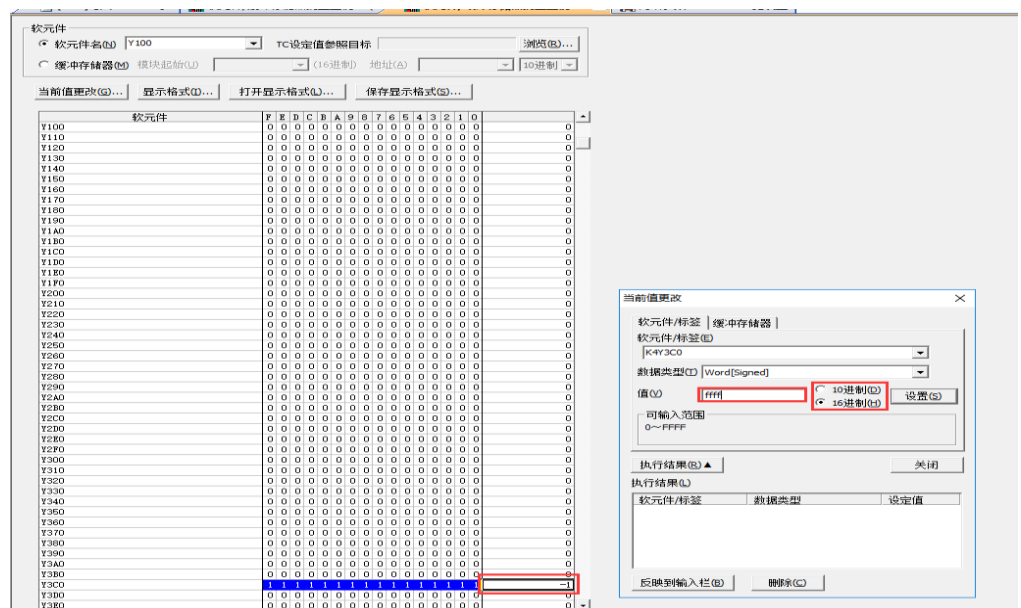 软元件
软元件名(N) Y100 TC设定值参照目标 浏览(B)...
缓冲存储器(M) 模块起始(U) (16进制) 地址(A) 10进制
当前值更改(G)... 显示格式(I)... 打开显示格式(L)... 保存显示格式(S)...
软元件 F E D C B A 9 8 7 6 5 4 3 2 1 0
Y100 0 0 0 0 0 0 0 0 0 0 0 0 0 0 0 0 0
Y110 0 0 0 0 0 0 0 0 0 0 0 0 0 0 0 0 0
Y120 0 0 0 0 0 0 0 0 0 0 0 0 0 0 0 0 0
Y130 0 0 0 0 0 0 0 0 0 0 0 0 0 0 0 0 0
Y140 0 0 0 0 0 0 0 0 0 0 0 0 0 0 0 0 0
Y150 0 0 0 0 0 0 0 0 0 0 0 0 0 0 0 0 0
Y160 0 0 0 0 0 0 0 0 0 0 0 0 0 0 0 0 0
Y170 0 0 0 0 0 0 0 0 0 0 0 0 0 0 0 0 0
Y180 0 0 0 0 0 0 0 0 0 0 0 0 0 0 0 0 0
Y190 0 0 0 0 0 0 0 0 0 0 0 0 0 0 0 0 0
Y1A0 0 0 0 0 0 0 0 0 0 0 0 0 0 0 0 0 0
Y1B0 0 0 0 0 0 0 0 0 0 0 0 0 0 0 0 0 0
Y1C0 0 0 0 0 0 0 0 0 0 0 0 0 0 0 0 0 0
Y1D0 0 0 0 0 0 0 0 0 0 0 0 0 0 0 0 0 0
Y1E0 0 0 0 0 0 0 0 0 0 0 0 0 0 0 0 0 0
Y1F0 0 0 0 0 0 0 0 0 0 0 0 0 0 0 0 0 0
Y200 0 0 0 0 0 0 0 0 0 0 0 0 0 0 0 0 0
Y210 0 0 0 0 0 0 0 0 0 0 0 0 0 0 0 0 0
Y220 0 0 0 0 0 0 0 0 0 0 0 0 0 0 0 0 0
Y230 0 0 0 0 0 0 0 0 0 0 0 0 0 0 0 0 0
Y240 0 0 0 0 0 0 0 0 0 0 0 0 0 0 0 0 0
Y250 0 0 0 0 0 0 0 0 0 0 0 0 0 0 0 0 0
Y260 0 0 0 0 0 0 0 0 0 0 0 0 0 0 0 0 0
Y270 0 0 0 0 0 0 0 0 0 0 0 0 0 0 0 0 0
Y280 0 0 0 0 0 0 0 0 0 0 0 0 0 0 0 0 0
Y290 0 0 0 0 0 0 0 0 0 0 0 0 0 0 0 0 0
Y2A0 0 0 0 0 0 0 0 0 0 0 0 0 0 0 0 0 0
Y2B0 0 0 0 0 0 0 0 0 0 0 0 0 0 0 0 0 0
Y2C0 0 0 0 0 0 0 0 0 0 0 0 0 0 0 0 0 0
Y2D0 0 0 0 0 0 0 0 0 0 0 0 0 0 0 0 0 0
Y2E0 0 0 0 0 0 0 0 0 0 0 0 0 0 0 0 0 0
Y2F0 0 0 0 0 0 0 0 0 0 0 0 0 0 0 0 0 0
Y300 0 0 0 0 0 0 0 0 0 0 0 0 0 0 0 0 0
Y310 0 0 0 0 0 0 0 0 0 0 0 0 0 0 0 0 0
Y320 0 0 0 0 0 0 0 0 0 0 0 0 0 0 0 0 0
Y330 0 0 0 0 0 0 0 0 0 0 0 0 0 0 0 0 0
Y340 0 0 0 0 0 0 0 0 0 0 0 0 0 0 0 0 0
Y350 0 0 0 0 0 0 0 0 0 0 0 0 0 0 0 0 0
Y360 0 0 0 0 0 0 0 0 0 0 0 0 0 0 0 0 0
Y370 0 0 0 0 0 0 0 0 0 0 0 0 0 0 0 0 0
Y380 0 0 0 0 0 0 0 0 0 0 0 0 0 0 0 0 0
Y390 0 0 0 0 0 0 0 0 0 0 0 0 0 0 0 0 0
Y3A0 0 0 0 0 0 0 0 0 0 0 0 0 0 0 0 0 0
Y3B0 0 0 0 0 0 0 0 0 0 0 0 0 0 0 0 0 0
Y3C0 1 1 1 1 1 1 1 1 1 1 1 1 1 1 1 1 -1
Y3D0 0 0 0 0 0 0 0 0 0 0 0 0 0 0 0 0 0
Y3E0 0 0 0 0 0 0 0 0 0 0 0 0 0 0 0 0 0
当前值更改
软元件/标签 缓冲存储器
软元件/标签(E)
K4Y3C0
数据类型(T) Word[Signed]
值(V) ffff 10进制(D)
16进制(H) 设置(S)
可输入范围
0～FFFF
执行结果(R)▲ 关闭
执行结果(L)
软元件/标签 数据类型 设定值
反映到输入栏(B) 删除(C)